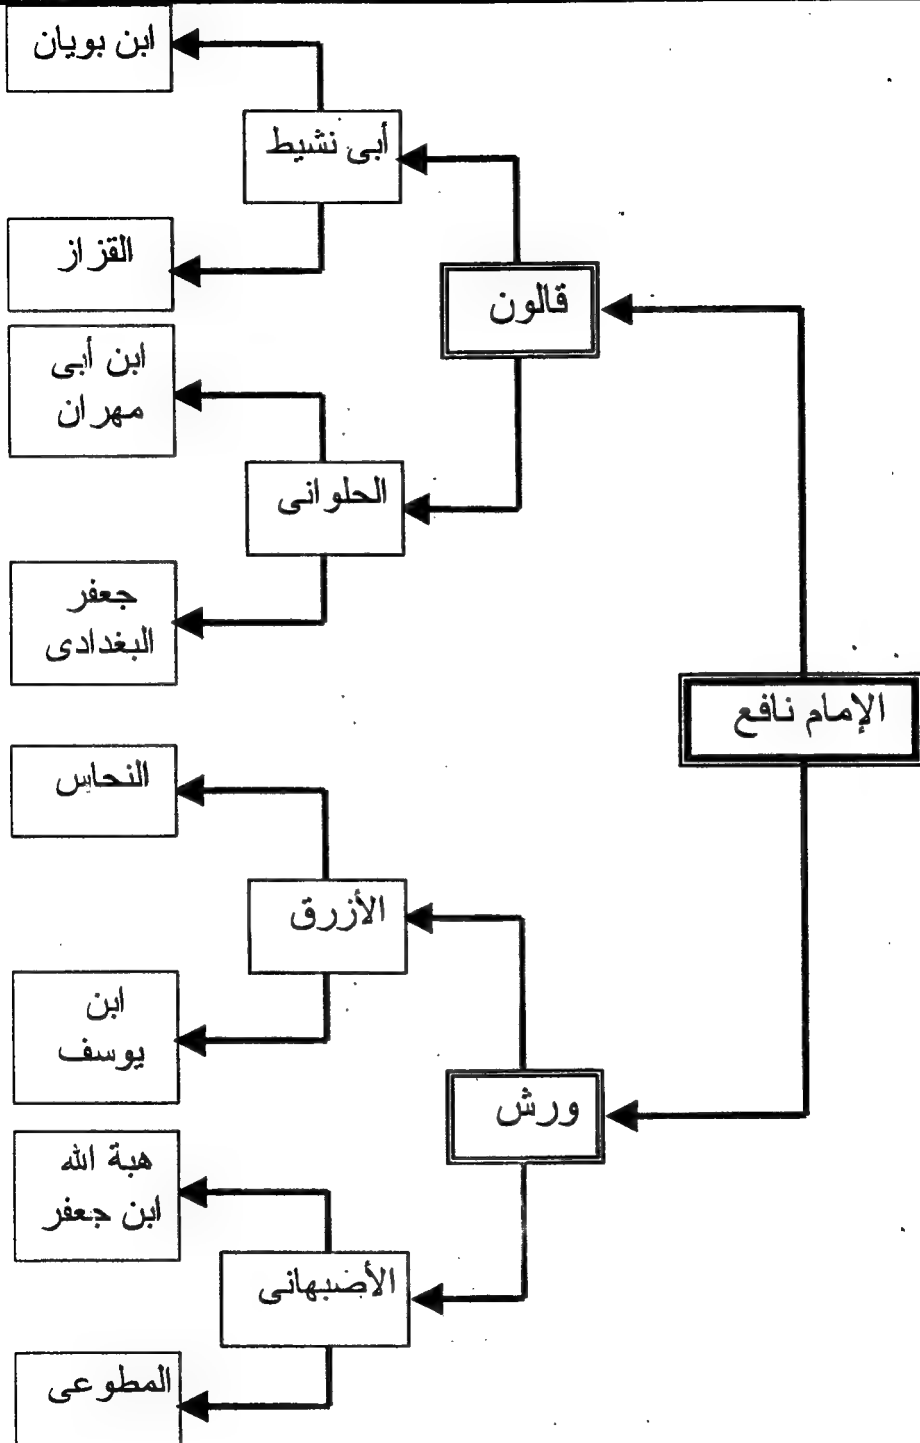 ابن بويان
أبى نشيط
القزاز
قالون
ابن أبى
مهران
الحلوانى
جعفر
البغدادى
الإمام نافع
النحاس
الأزرق
ابن
يوسف
ورش
هبة الله
ابن جعفر
الأصبهانى
المطوعى